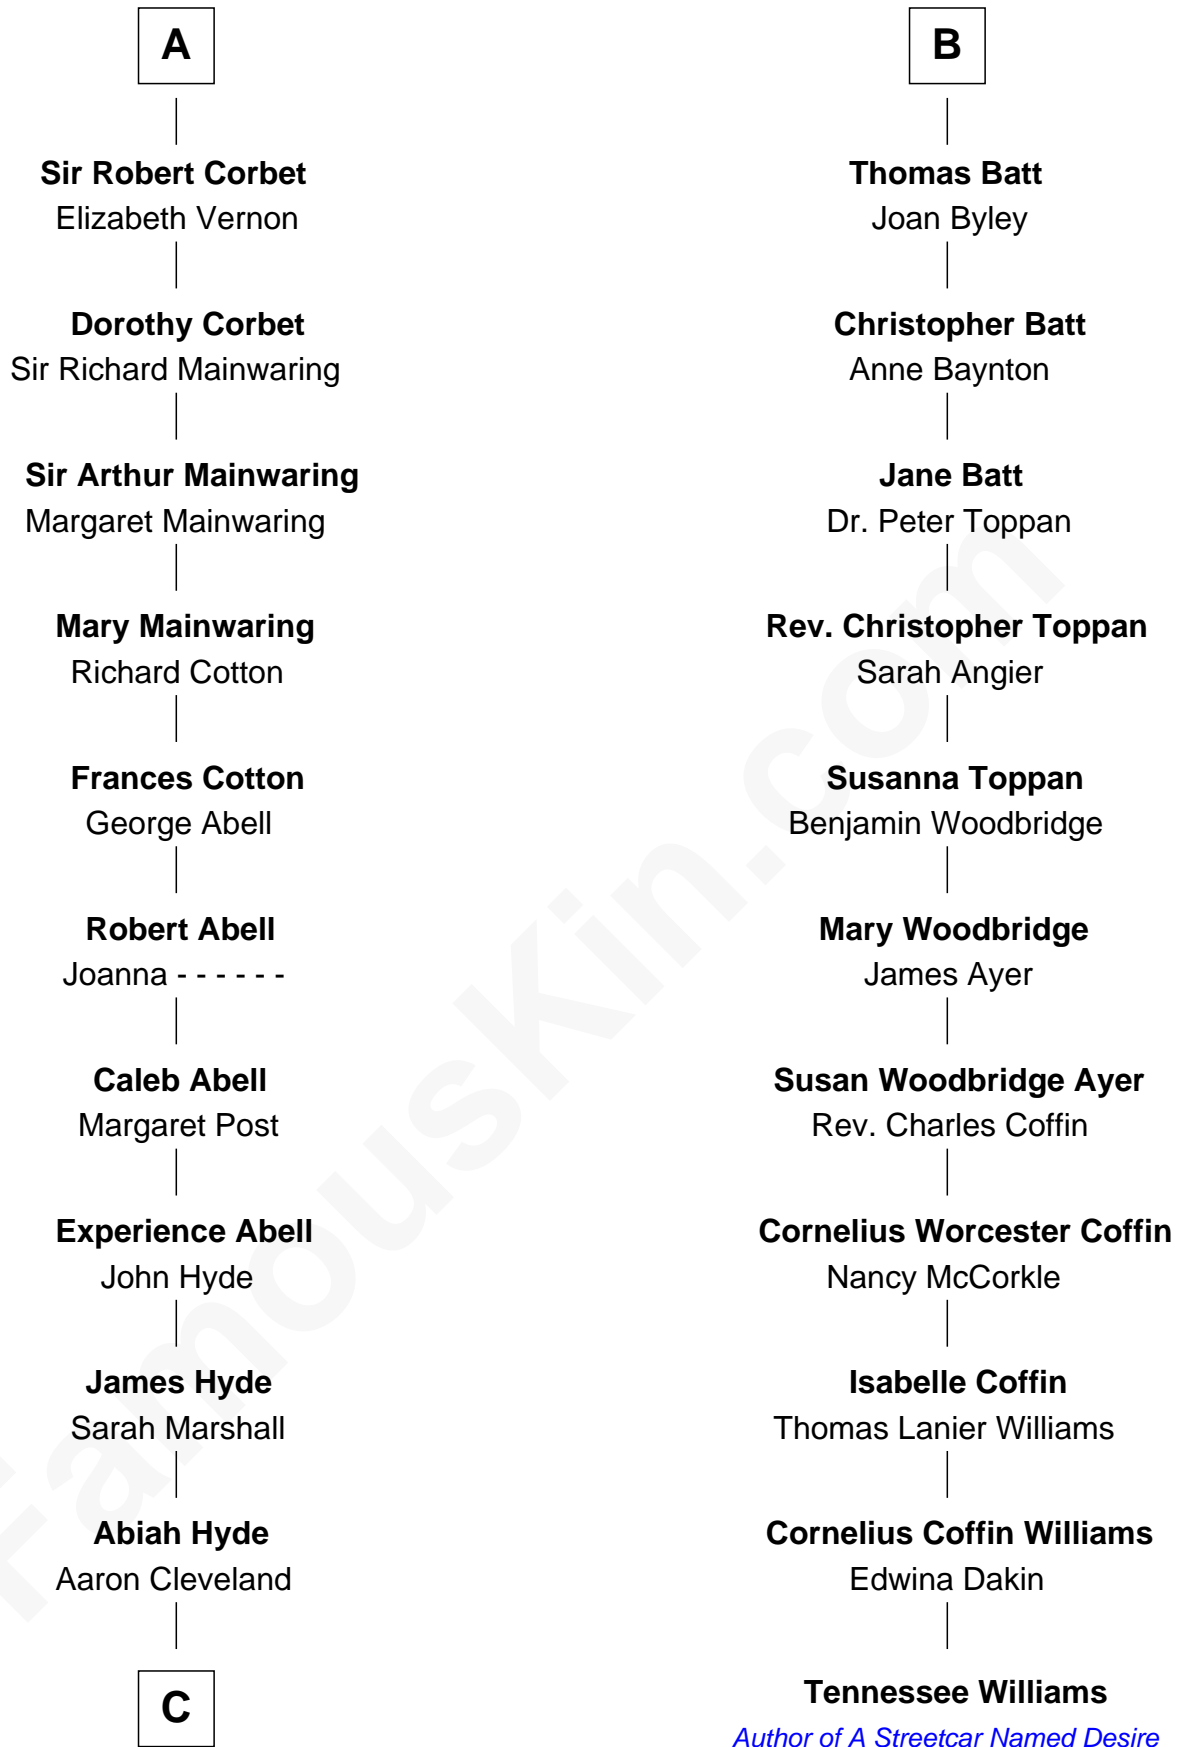 A
Sir Robert Corbet
Elizabeth Vernon
Dorothy Corbet
Sir Richard Mainwaring
Sir Arthur Mainwaring
Margaret Mainwaring
Mary Mainwaring
Richard Cotton
Frances Cotton
George Abell
Robert Abell
Joanna - - - - - -
Caleb Abell
Margaret Post
Experience Abell
John Hyde
James Hyde
Sarah Marshall
Abiah Hyde
Aaron Cleveland
C
B
Thomas Batt
Joan Byley
Christopher Batt
Anne Baynton
Jane Batt
Dr. Peter Toppan
Rev. Christopher Toppan
Sarah Angier
Susanna Toppan
Benjamin Woodbridge
Mary Woodbridge
James Ayer
Susan Woodbridge Ayer
Rev. Charles Coffin
Cornelius Worcester Coffin
Nancy McCorkle
Isabelle Coffin
Thomas Lanier Williams
Cornelius Coffin Williams
Edwina Dakin
Tennessee Williams
Author of A Streetcar Named Desire
FamousKin.com